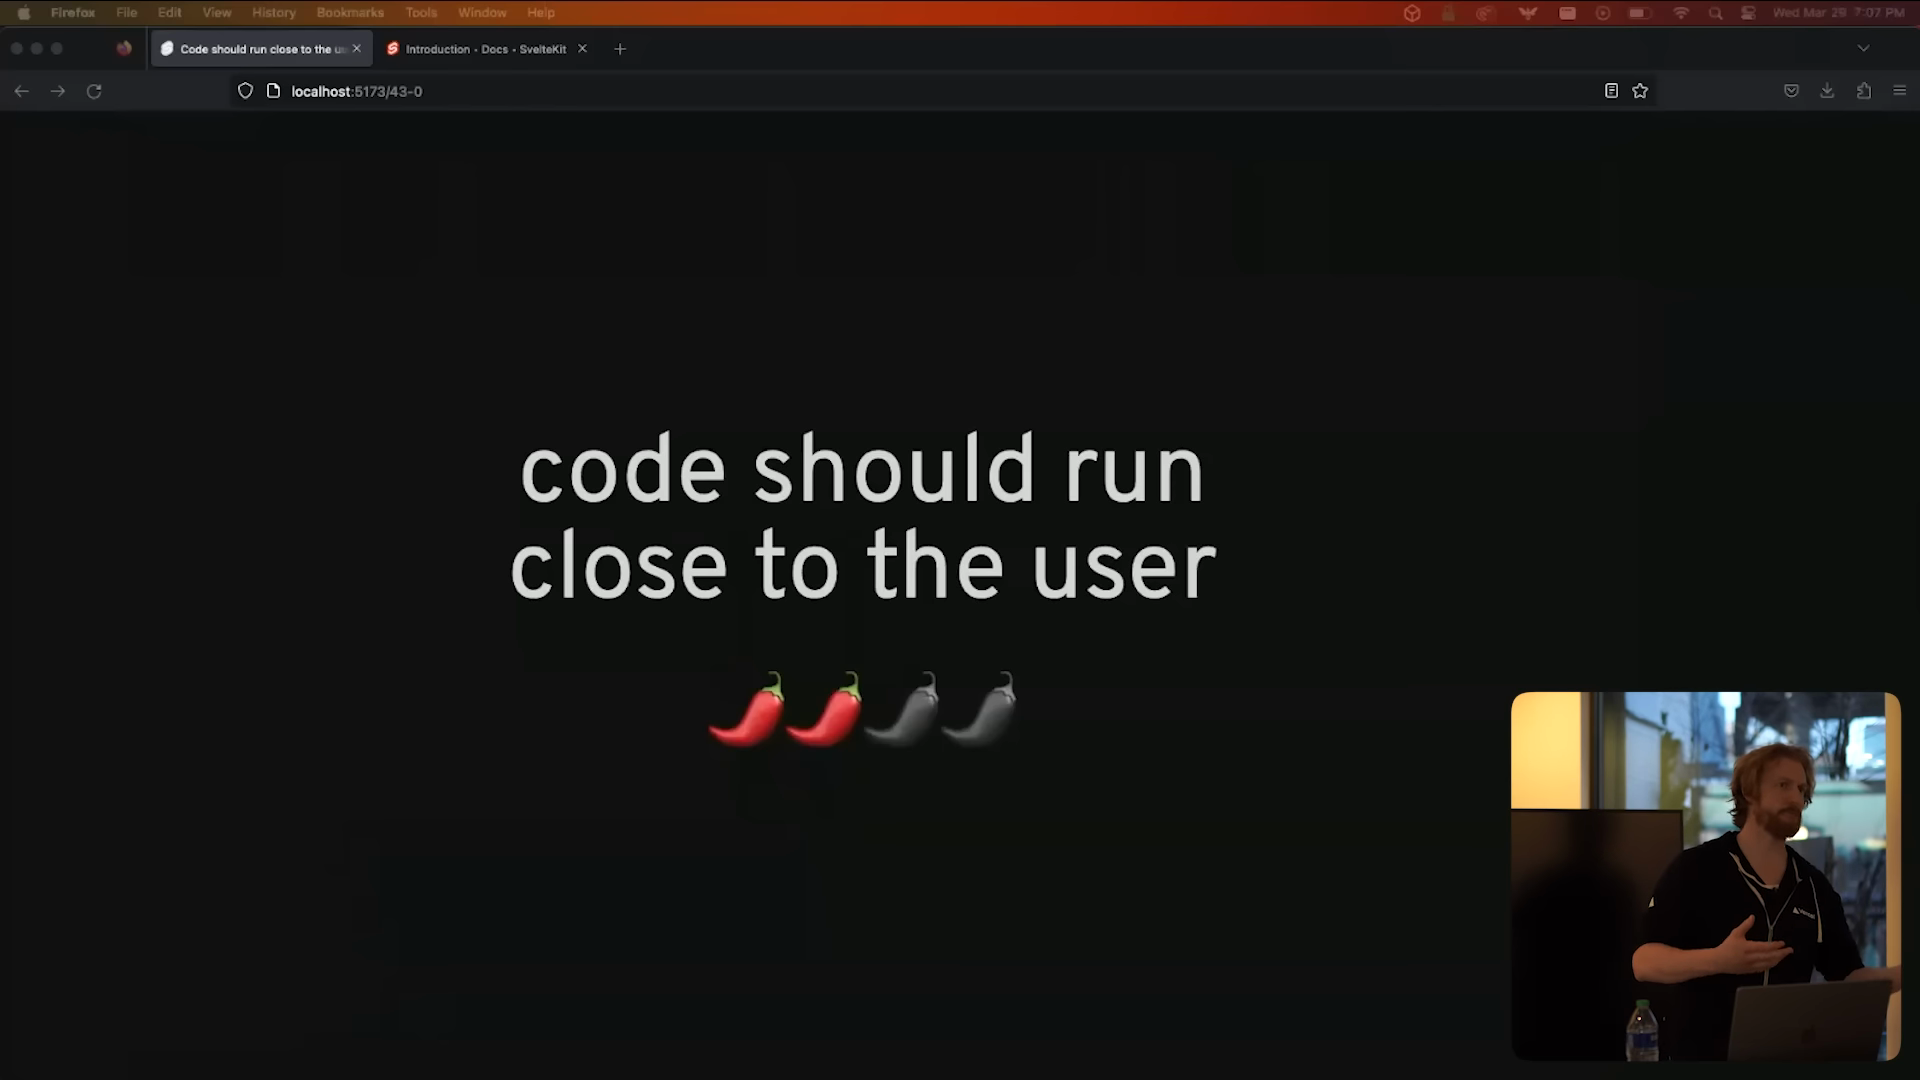 Firefox File Edit View History Bookmarks Tools Window Help Wed Mar 29 7:07 PM
Code should run close to the us Introduction - Docs - SvelteKit
localhost:5173/43-0
code should run
close to the user